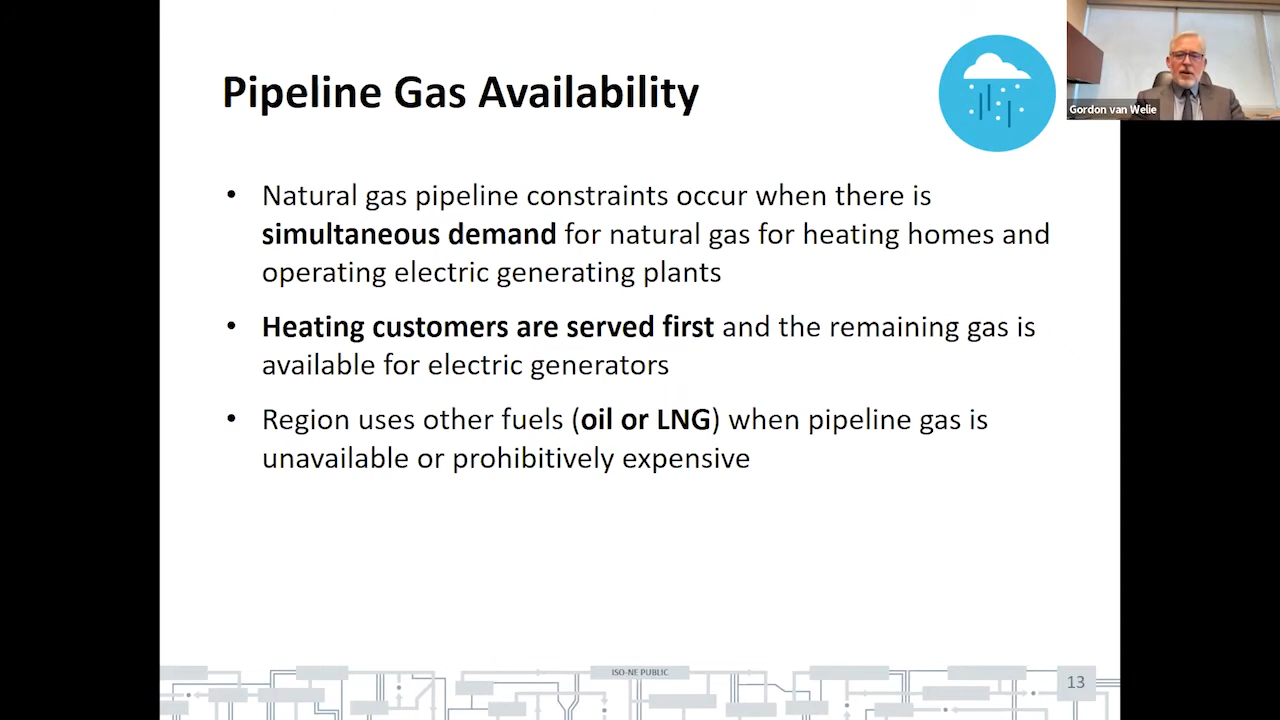 Pipeline Gas Availability
Gordon van Welie
• Natural gas pipeline constraints occur when there is
simultaneous demand for natural gas for heating homes and
operating electric generating plants
• Heating customers are served first and the remaining gas is
available for electric generators
• Region uses other fuels (oil or LNG) when pipeline gas is
unavailable or prohibitively expensive
ISO-NE PUBLIC
13